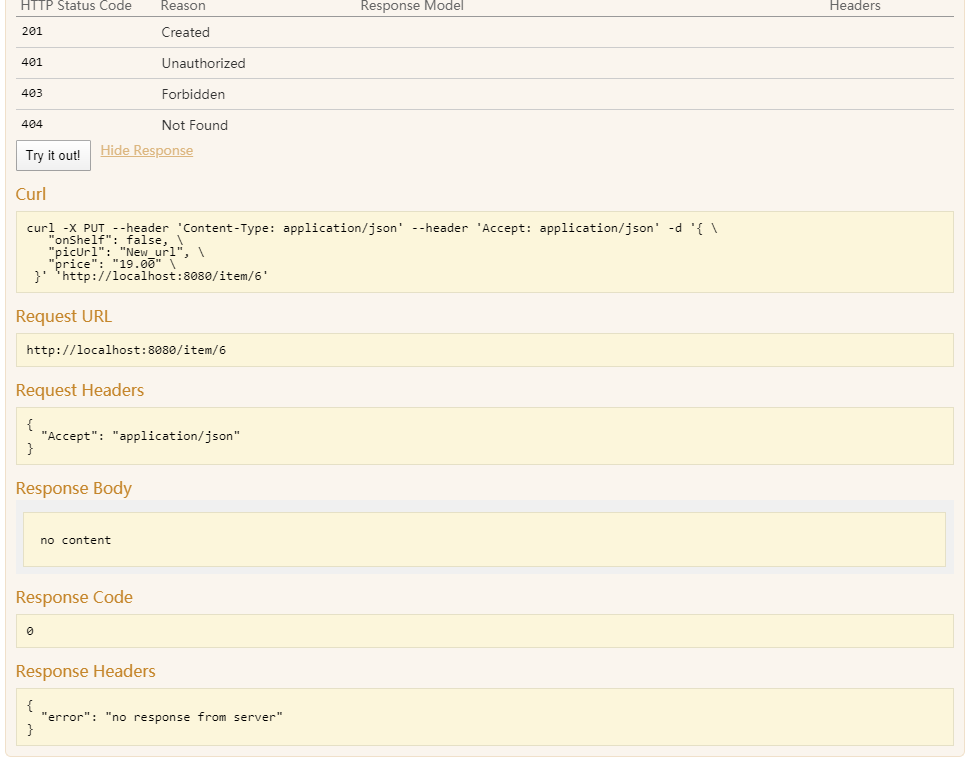 HTTP Status Code Reason Response Model Headers
201 Created
401 Unauthorized
403 Forbidden
404 Not Found
Try it out! Hide Response
Curl
curl -X PUT --header 'Content-Type: application/json' --header 'Accept: application/json' -d '{ \
"onShelf": false, \
"picUrl": "New_url", \
"price": "19.00" \
}' 'http://localhost:8080/item/6'
Request URL
http://localhost:8080/item/6
Request Headers
{
"Accept": "application/json"
}
Response Body
no content
Response Code
0
Response Headers
{
"error": "no response from server"
}